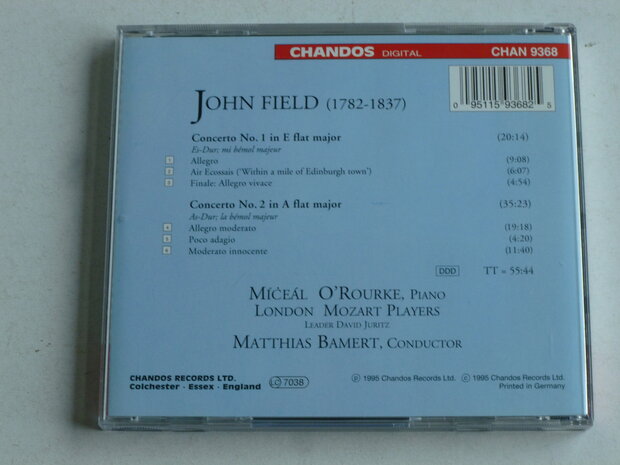 CHANDOS DIGITAL CHAN 9368
0 95115 93682 5
JOHN FIELD (1782-1837)
Concerto No. 1 in E flat major (20:14)
Es-Dur; mi bémol majeur
1 Allegro (9:08)
2 Air Ecossais ('Within a mile of Edinburgh town') (6:07)
3 Finale: Allegro vivace (4:54)
Concerto No. 2 in A flat major (35:23)
As-Dur; la bémol majeur
4 Allegro moderato (19:18)
5 Poco adagio (4:20)
6 Moderato innocente (11:40)
DDD TT = 55:44
MÍĊEÁL O'ROURKE, PIANO
LONDON MOZART PLAYERS
LEADER DAVID JURITZ
MATTHIAS BAMERT, CONDUCTOR
CHANDOS RECORDS LTD.
Colchester · Essex · England
LC 7038
℗ 1995 Chandos Records Ltd. © 1995 Chandos Records Ltd.
Printed in Germany